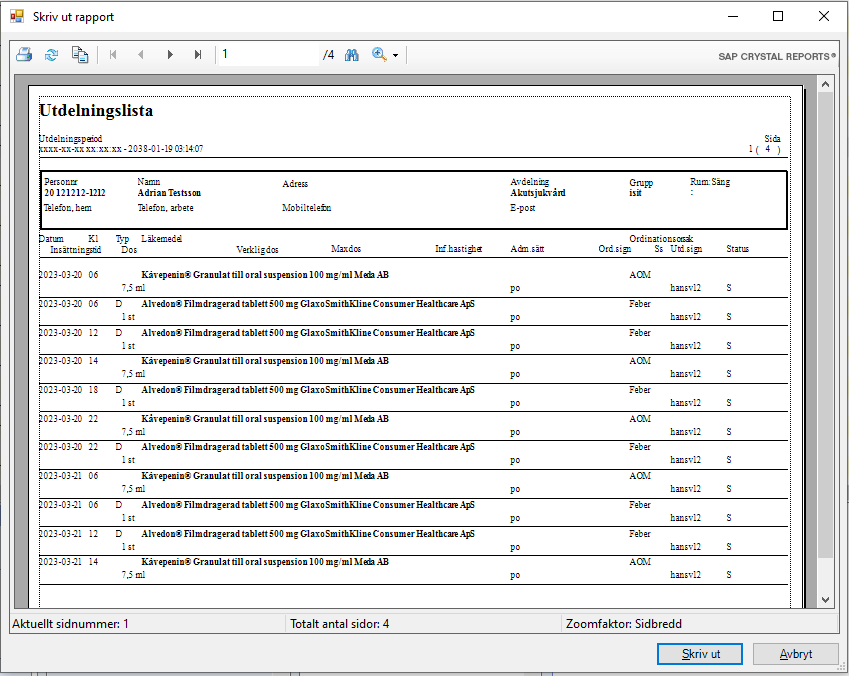 Skriv ut rapport
1 /4
SAP CRYSTAL REPORTS®
Utdelningslista
Utdelningsperiod Sida
xxxx-xx-xx xx:xx:xx - 2038-01-19 03:14:07 1 ( 4 )
Personnr Namn Adress Avdelning Grupp Rum:Säng
20 121212-1212 Adrian Testsson Akutsjukvård isit :
Telefon, hem Telefon, arbete Mobiltelefon E-post
Datum Kl Typ Läkemedel Ordinationsorsak
Insättningstid Dos Verklig dos Maxdos Inf.hastighet Adm.sätt Ord.sign Ss Utd.sign Status
2023-03-20 06 Kåvepenin® Granulat till oral suspension 100 mg/ml Meda AB AOM
7,5 ml po hansvl2 S
2023-03-20 06 D Alvedon® Filmdragerad tablett 500 mg GlaxoSmithKline Consumer Healthcare ApS Feber
1 st po hansvl2 S
2023-03-20 12 D Alvedon® Filmdragerad tablett 500 mg GlaxoSmithKline Consumer Healthcare ApS Feber
1 st po hansvl2 S
2023-03-20 14 Kåvepenin® Granulat till oral suspension 100 mg/ml Meda AB AOM
7,5 ml po hansvl2 S
2023-03-20 18 D Alvedon® Filmdragerad tablett 500 mg GlaxoSmithKline Consumer Healthcare ApS Feber
1 st po hansvl2 S
2023-03-20 22 Kåvepenin® Granulat till oral suspension 100 mg/ml Meda AB AOM
7,5 ml po hansvl2 S
2023-03-20 22 D Alvedon® Filmdragerad tablett 500 mg GlaxoSmithKline Consumer Healthcare ApS Feber
1 st po hansvl2 S
2023-03-21 06 Kåvepenin® Granulat till oral suspension 100 mg/ml Meda AB AOM
7,5 ml po hansvl2 S
2023-03-21 06 D Alvedon® Filmdragerad tablett 500 mg GlaxoSmithKline Consumer Healthcare ApS Feber
1 st po hansvl2 S
2023-03-21 12 D Alvedon® Filmdragerad tablett 500 mg GlaxoSmithKline Consumer Healthcare ApS Feber
1 st po hansvl2 S
2023-03-21 14 Kåvepenin® Granulat till oral suspension 100 mg/ml Meda AB AOM
7,5 ml po hansvl2 S
Aktuellt sidnummer: 1 Totalt antal sidor: 4 Zoomfaktor: Sidbredd
Skriv ut Avbryt